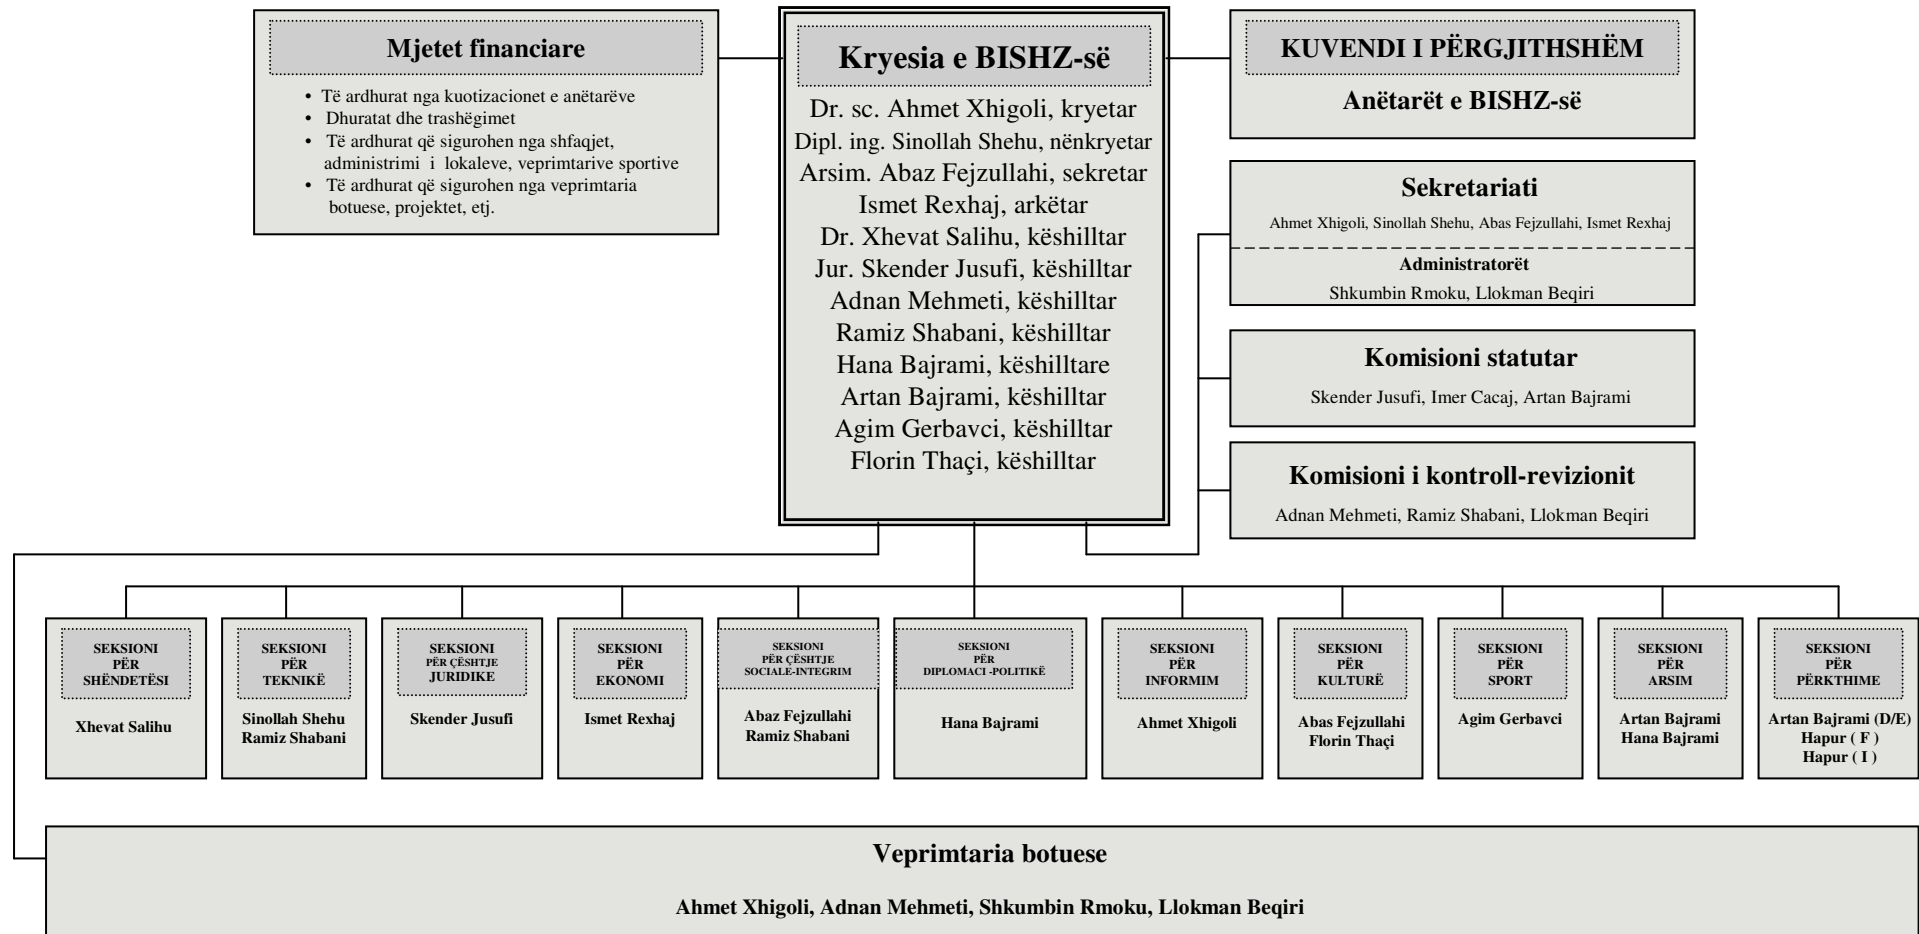 Mjetet financiare
• Të ardhurat nga kuotizacionet e anëtarëve
• Dhuratat dhe trashëgimet
• Të ardhurat që sigurohen nga shfaqjet,
administrimi i lokaleve, veprimtarive sportive
• Të ardhurat që sigurohen nga veprimtaria
botuese, projektet, etj.
Kryesia e BISHZ-së
Dr. sc. Ahmet Xhigoli, kryetar
Dipl. ing. Sinollah Shehu, nënkryetar
Arsim. Abaz Fejzullahi, sekretar
Ismet Rexhaj, arkëtar
Dr. Xhevat Salihu, këshilltar
Jur. Skender Jusufi, këshilltar
Adnan Mehmeti, këshilltar
Ramiz Shabani, këshilltar
Hana Bajrami, këshilltare
Artan Bajrami, këshilltar
Agim Gerbavci, këshilltar
Florin Thaçi, këshilltar
KUVENDI I PËRGJITHSHËM
Anëtarët e BISHZ-së
Sekretariati
Ahmet Xhigoli, Sinollah Shehu, Abas Fejzullahi, Ismet Rexhaj
Administratorët
Shkumbin Rmoku, Llokman Beqiri
Komisioni statutar
Skender Jusufi, Imer Cacaj, Artan Bajrami
Komisioni i kontroll-revizionit
Adnan Mehmeti, Ramiz Shabani, Llokman Beqiri
SEKSIONI
PËR
SHËNDETËSI
Xhevat Salihu
SEKSIONI
PËR
TEKNIKË
Sinollah Shehu
Ramiz Shabani
SEKSIONI
PËR ÇËSHTJE
JURIDIKE
Skender Jusufi
SEKSIONI
PËR
EKONOMI
Ismet Rexhaj
SEKSIONI
PËR ÇËSHTJE
SOCIALE-INTEGRIM
Abaz Fejzullahi
Ramiz Shabani
SEKSIONI
PËR
DIPLOMACI -POLITIKË
Hana Bajrami
SEKSIONI
PËR
INFORMIM
Ahmet Xhigoli
SEKSIONI
PËR
KULTURË
Abas Fejzullahi
Florin Thaçi
SEKSIONI
PËR
SPORT
Agim Gerbavci
SEKSIONI
PËR
ARSIM
Artan Bajrami
Hana Bajrami
SEKSIONI
PËR
PËRKTHIME
Artan Bajrami (D/E)
Hapur ( F )
Hapur ( I )
Veprimtaria botuese
Ahmet Xhigoli, Adnan Mehmeti, Shkumbin Rmoku, Llokman Beqiri